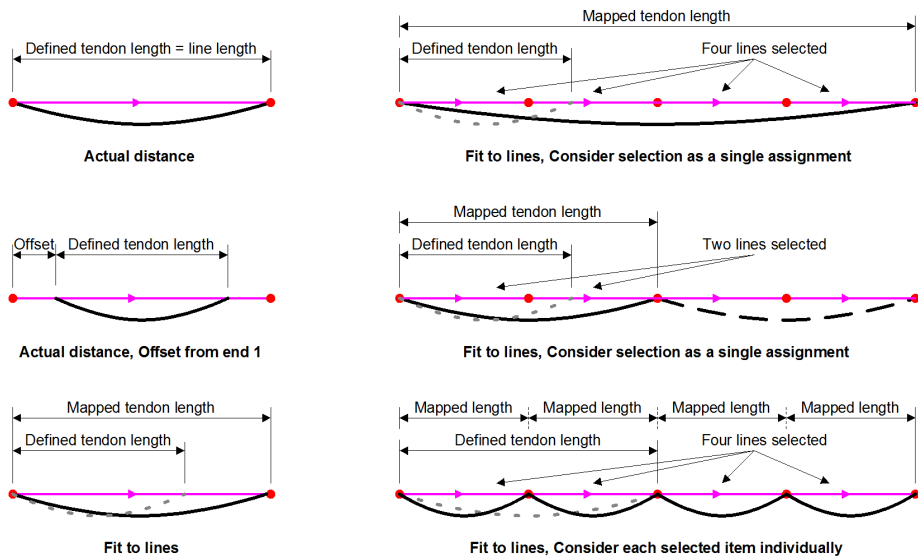 Defined tendon length = line length
Actual distance
Mapped tendon length
Defined tendon length
Four lines selected
Fit to lines, Consider selection as a single assignment
Offset
Defined tendon length
Actual distance, Offset from end 1
Mapped tendon length
Defined tendon length
Two lines selected
Fit to lines, Consider selection as a single assignment
Mapped tendon length
Defined tendon length
Fit to lines
Mapped length
Mapped length
Mapped length
Mapped length
Defined tendon length
Four lines selected
Fit to lines, Consider each selected item individually